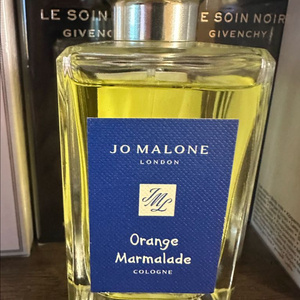 LE SOIN NOIR
GIVENCHY
LE SOIN NOIR
GIVENCHY
JO MALONE
LONDON
JML
Orange
Marmalade
COLOGNE